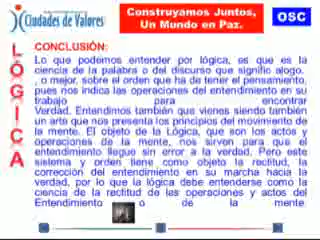 Ciudades de Valores
Construyamos Juntos,
Un Mundo en Paz.
OSC
LÓGICA
CONCLUSIÓN:
Lo que podemos entender por lógica, es que es la
ciencia de la palabra o del discurso que signific alogo.
, o mejor, sobre el orden que ha de tener el pensamiento,
pues nos indica las operaciones del entendimiento en su
trabajo para encontrar
Verdad. Entendimos también que vienes siendo también
un arte que nos presenta los principios del movimiento de
la mente. El objeto de la Lógica, que son los actos y
operaciones de la mente, nos sirven para que el
entendimiento llegue sin error a la verdad. Pero este
sistema y orden tiene como objeto la rectitud, la
corrección del entendimiento en su marcha hacia la
verdad, por lo que la lógica debe entenderse como la
ciencia de la rectitud de las operaciones y actos del
Entendimiento o de la mente